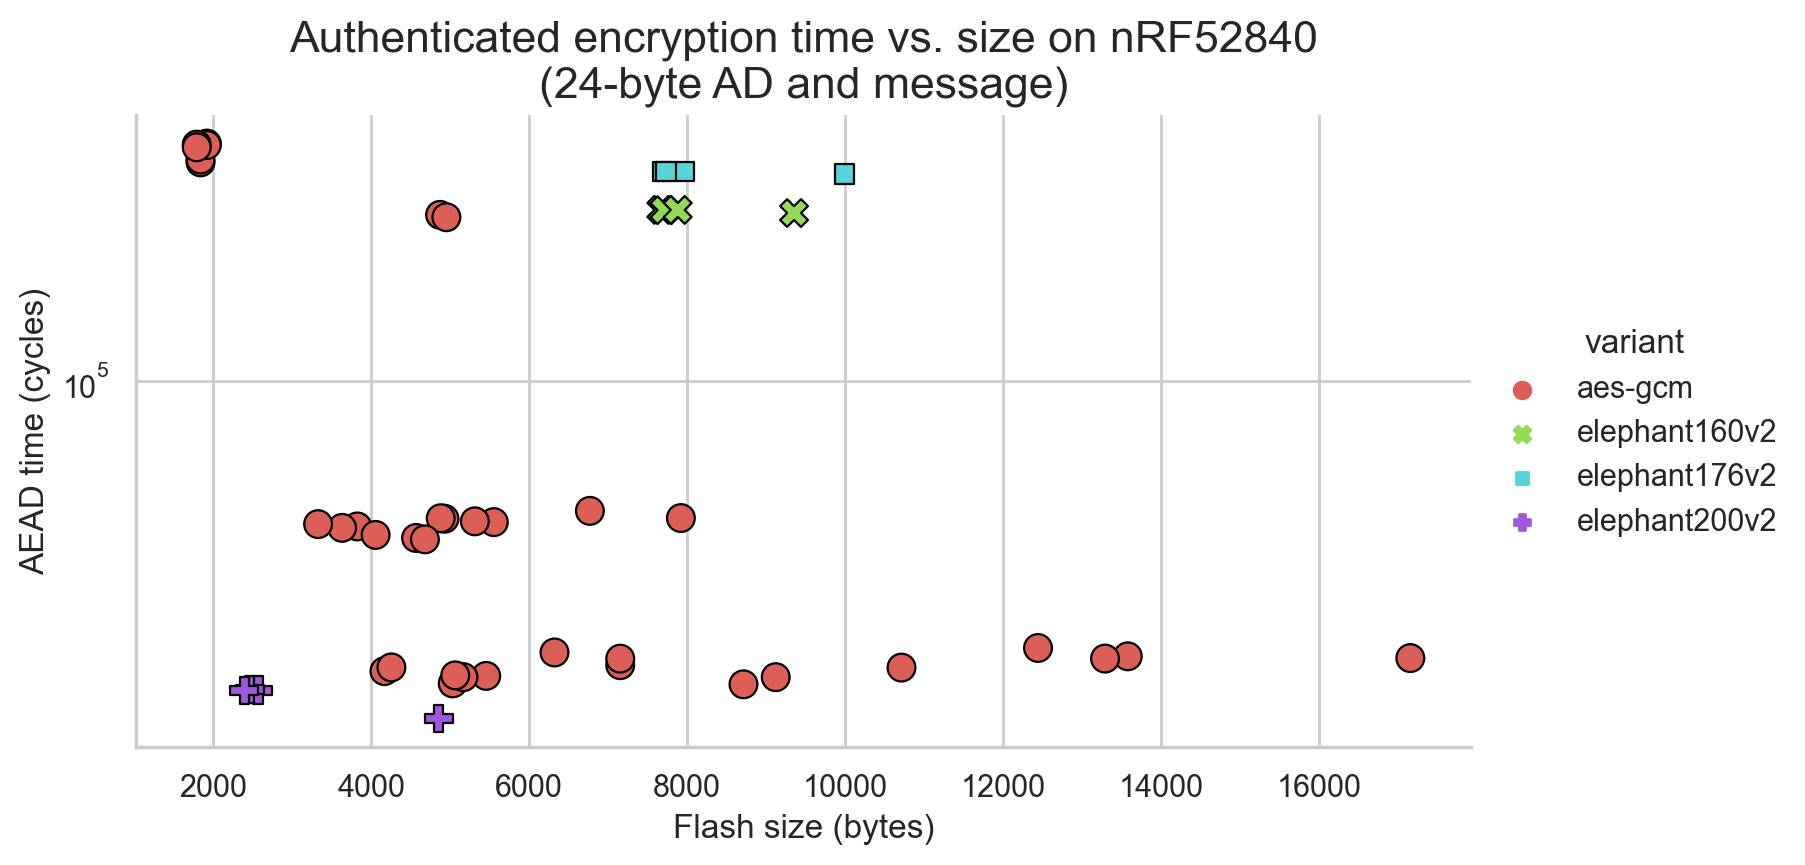 Authenticated encryption time vs. size on nRF52840
(24-byte AD and message)
AEAD time (cycles)
10^5
2000 4000 6000 8000 10000 12000 14000 16000
Flash size (bytes)
variant
aes-gcm
elephant160v2
elephant176v2
elephant200v2